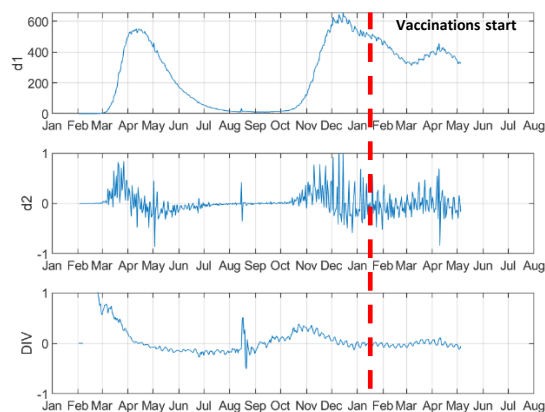 Vaccinations start
600
400
200
0
d1
Jan Feb Mar Apr May Jun Jul Aug Sep Oct Nov Dec Jan Feb Mar Apr May Jun Jul Aug
1
0
-1
d2
Jan Feb Mar Apr May Jun Jul Aug Sep Oct Nov Dec Jan Feb Mar Apr May Jun Jul Aug
1
0
-1
DIV
Jan Feb Mar Apr May Jun Jul Aug Sep Oct Nov Dec Jan Feb Mar Apr May Jun Jul Aug